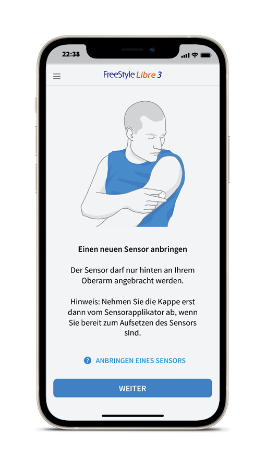 22:38
FreeStyle Libre 3
Einen neuen Sensor anbringen
Der Sensor darf nur hinten an Ihrem
Oberarm angebracht werden.
Hinweis: Nehmen Sie die Kappe erst
dann vom Sensorapplikator ab, wenn
Sie bereit zum Aufsetzen des Sensors
sind.
? ANBRINGEN EINES SENSORS
WEITER